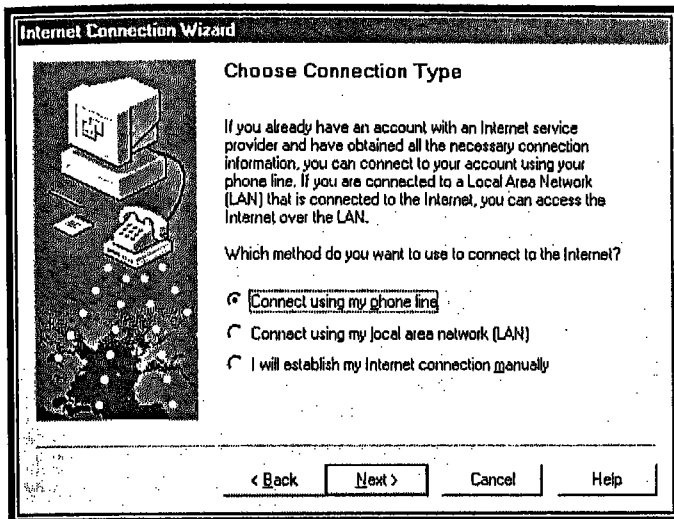 Internet Connection Wizard
Choose Connection Type
If you already have an account with an Internet service
provider and have obtained all the necessary connection
information, you can connect to your account using your
phone line. If you are connected to a Local Area Network
(LAN) that is connected to the Internet, you can access the
Internet over the LAN.
Which method do you want to use to connect to the Internet?
Connect using my phone line
Connect using my local area network (LAN)
I will establish my Internet connection manually
< Back
Next >
Cancel
Help